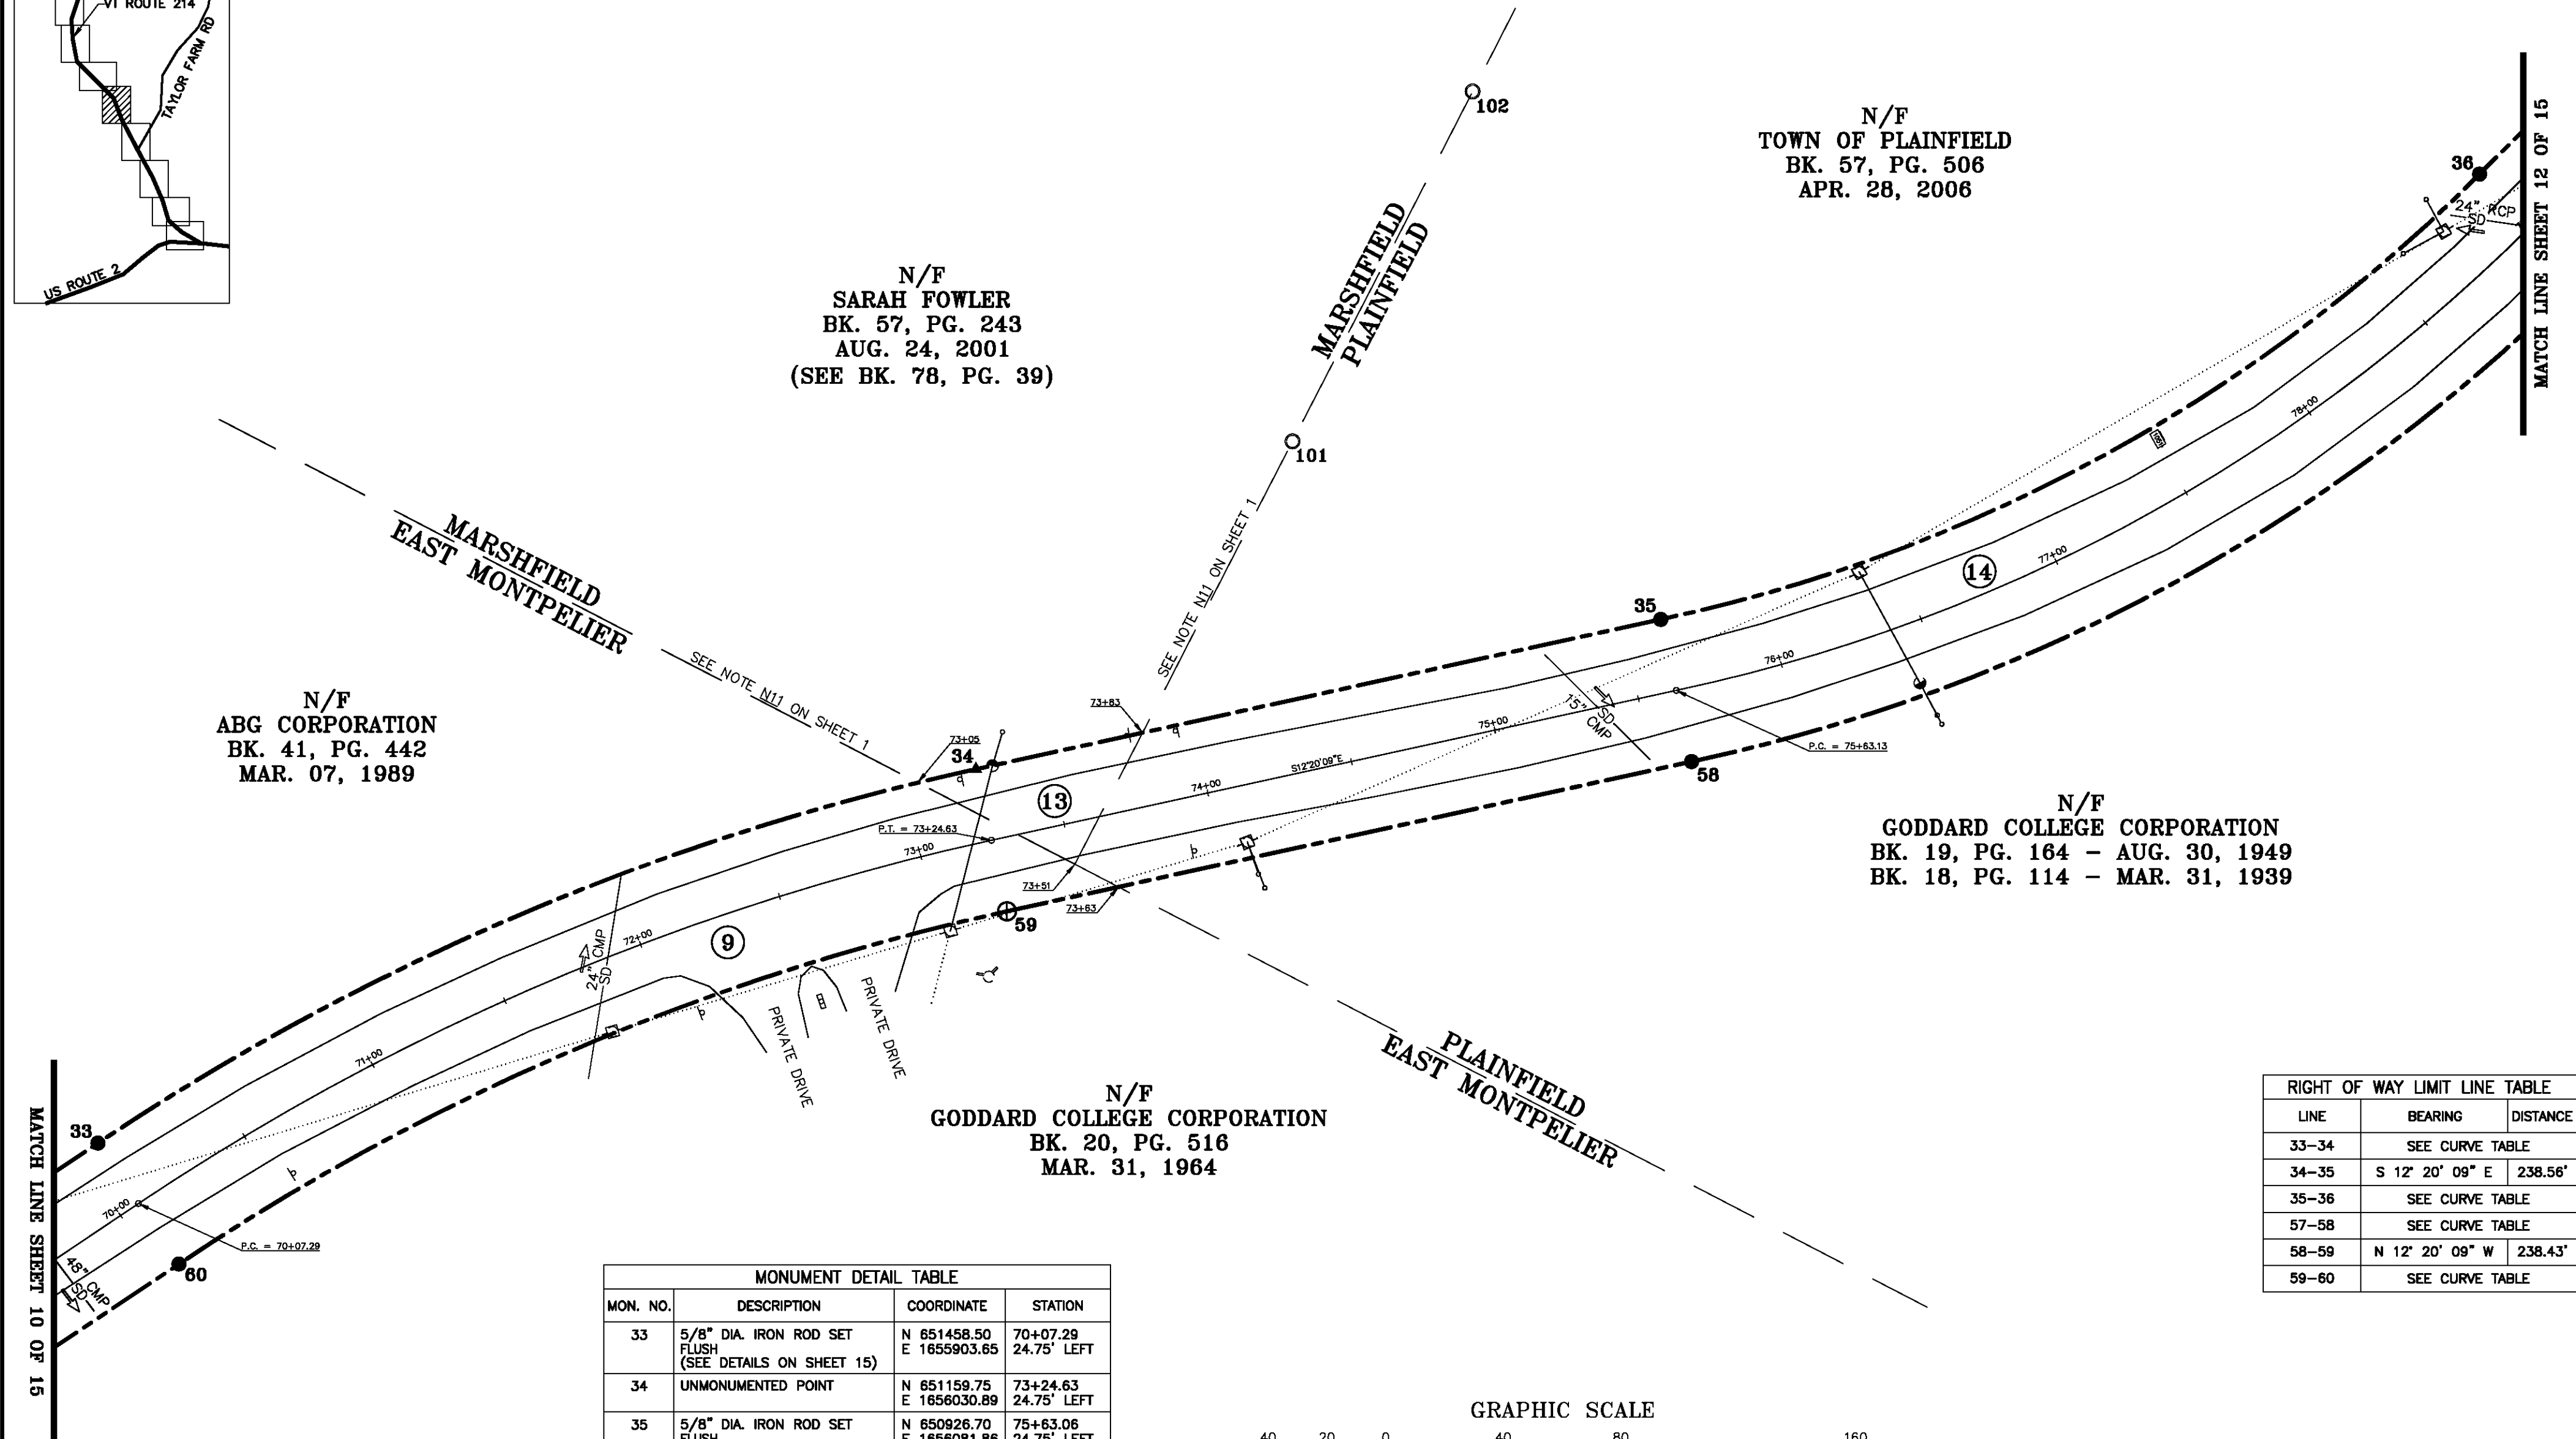 VT ROUTE 214
TAYLOR FARM RD
US ROUTE 2
102
N/F
TOWN OF PLAINFIELD
BK. 57, PG. 506
APR. 28, 2006
36
24" RCP
SD
MATCH LINE SHEET 12 OF 15
N/F
SARAH FOWLER
BK. 57, PG. 243
AUG. 24, 2001
(SEE BK. 78, PG. 39)
MARSHFIELD
PLAINFIELD
101
SEE NOTE N11 ON SHEET 1
MARSHFIELD
EAST MONTPELIER
SEE NOTE N11 ON SHEET 1
N/F
ABG CORPORATION
BK. 41, PG. 442
MAR. 07, 1989
78+00
77+00
14
35
76+00
75+00
15" CMP
SD
P.C. = 75+63.13
73+83
73+05
34
13
74+00
S12°20'09"E
58
P.T. = 73+24.63
73+00
73+51
73+63
59
N/F
GODDARD COLLEGE CORPORATION
BK. 19, PG. 164 - AUG. 30, 1949
BK. 18, PG. 114 - MAR. 31, 1939
9
72+00
24" CMP
SD
71+00
PRIVATE DRIVE
PRIVATE DRIVE
PLAINFIELD
EAST MONTPELIER
N/F
GODDARD COLLEGE CORPORATION
BK. 20, PG. 516
MAR. 31, 1964
33
70+00
P.C. = 70+07.29
60
48" CMP
SD
MATCH LINE SHEET 10 OF 15
RIGHT OF WAY LIMIT LINE TABLE
LINE BEARING DISTANCE
33-34 SEE CURVE TABLE
34-35 S 12° 20' 09" E 238.56'
35-36 SEE CURVE TABLE
57-58 SEE CURVE TABLE
58-59 N 12° 20' 09" W 238.43'
59-60 SEE CURVE TABLE
MONUMENT DETAIL TABLE
MON. NO. DESCRIPTION COORDINATE STATION
33 5/8" DIA. IRON ROD SET N 651458.50 70+07.29
FLUSH E 1655903.65 24.75' LEFT
(SEE DETAILS ON SHEET 15)
34 UNMONUMENTED POINT N 651159.75 73+24.63
E 1656030.89 24.75' LEFT
35 5/8" DIA. IRON ROD SET N 650926.70 75+63.06
FLUSH E 1656081.86 24.75' LEFT
GRAPHIC SCALE
40 20 0 40 80 160